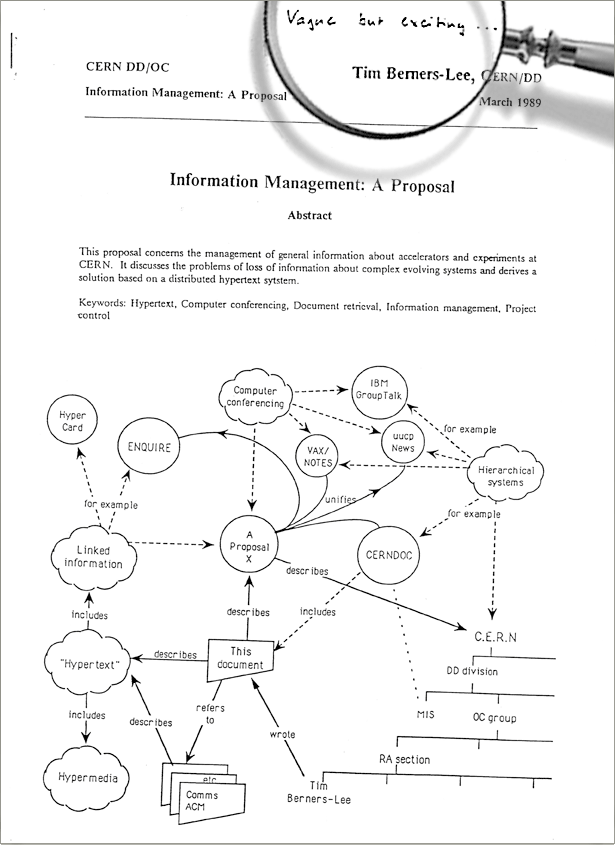 Vague but exciting ...
CERN DD/OC
Tim Berners-Lee, CERN/DD
Information Management: A Proposal
March 1989
Information Management: A Proposal
Abstract
This proposal concerns the management of general information about accelerators and experiments at
CERN. It discusses the problems of loss of information about complex evolving systems and derives a
solution based on a distributed hypertext sytstem.
Keywords: Hypertext, Computer conferencing, Document retrieval, Information management, Project
control
Computer
conferencing
IBM
GroupTalk
Hyper
Card
ENQUIRE
VAX/
NOTES
uucp
News
for example
Hierarchical
systems
unifies
for example
for example
Linked
information
A
Proposal
X
CERNDOC
describes
includes
describes
includes
C.E.R.N
This
document
"Hypertext"
describes
DD division
includes
describes
refers
to
MIS
OC group
wrote
RA section
Hypermedia
etc
Comms
ACM
Tim
Berners-Lee